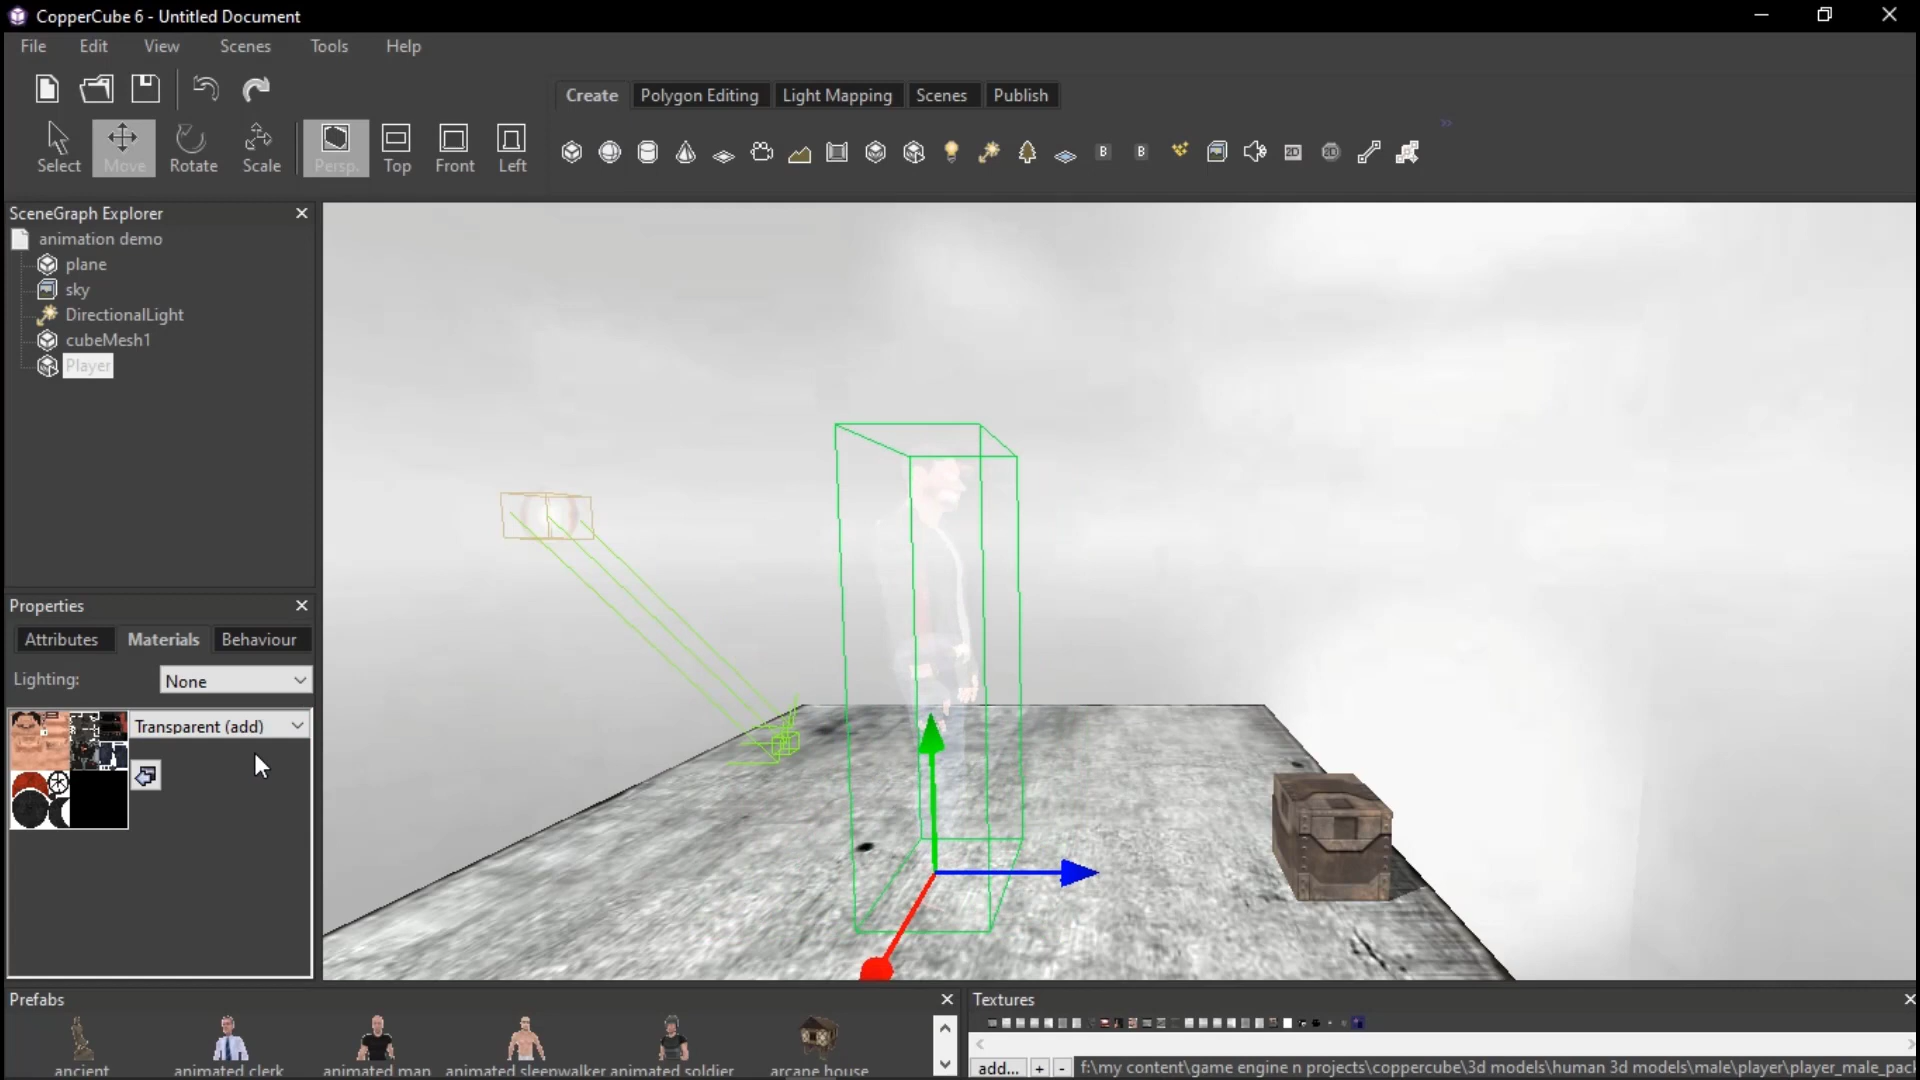 CopperCube 6 - Untitled Document
File Edit View Scenes Tools Help
Create Polygon Editing Light Mapping Scenes Publish
Select Move Rotate Scale Persp. Top Front Left
B B 2D 2D
SceneGraph Explorer
animation demo
plane
sky
DirectionalLight
cubeMesh1
Player
Properties
Attributes Materials Behaviour
Lighting: None
Transparent (add)
Prefabs
ancient animated clerk animated man animated sleepwalker animated soldier arcane house
Textures
add... + - f:\my content\game engine n projects\coppercube\3d models\human 3d models\male\player\player_male_pac